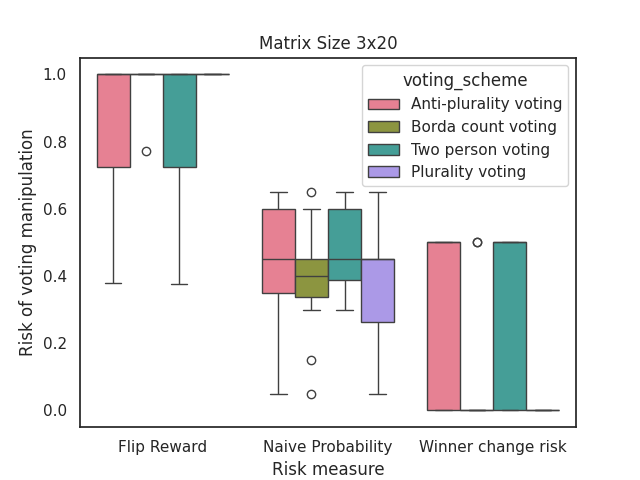 Matrix Size 3x20
voting_scheme
Anti-plurality voting
Borda count voting
Two person voting
Plurality voting
Risk of voting manipulation
1.0
0.8
0.6
0.4
0.2
0.0
Flip Reward
Naive Probability
Winner change risk
Risk measure